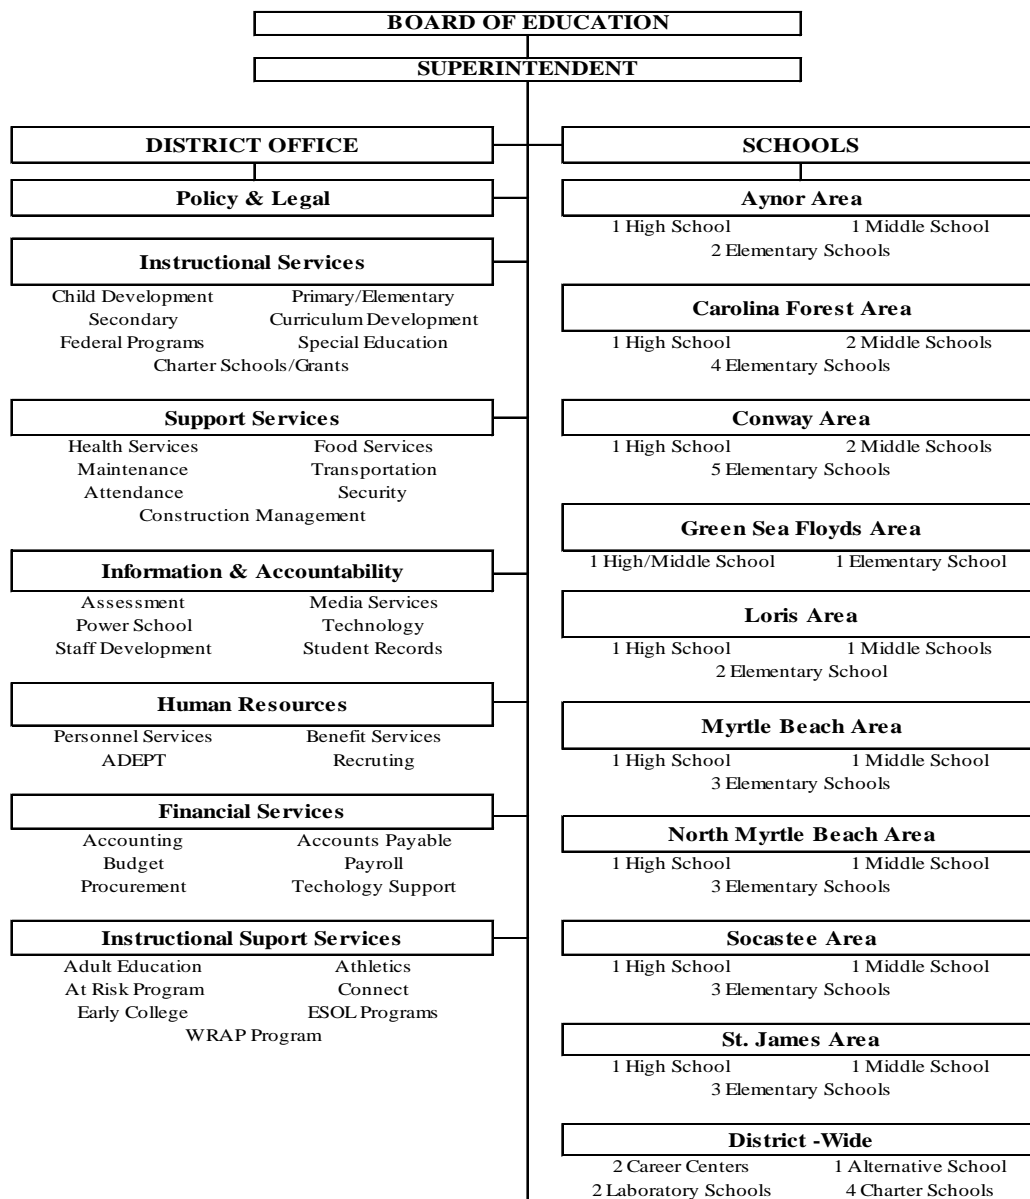 BOARD OF EDUCATION
SUPERINTENDENT
DISTRICT OFFICE
Policy & Legal
Instructional Services
Child Development Primary/Elementary
Secondary Curriculum Development
Federal Programs Special Education
Charter Schools/Grants
Support Services
Health Services Food Services
Maintenance Transportation
Attendance Security
Construction Management
Information & Accountability
Assessment Media Services
Power School Technology
Staff Development Student Records
Human Resources
Personnel Services Benefit Services
ADEPT Recruting
Financial Services
Accounting Accounts Payable
Budget Payroll
Procurement Techology Support
Instructional Suport Services
Adult Education Athletics
At Risk Program Connect
Early College ESOL Programs
WRAP Program
SCHOOLS
Aynor Area
1 High School 1 Middle School
2 Elementary Schools
Carolina Forest Area
1 High School 2 Middle Schools
4 Elementary Schools
Conway Area
1 High School 2 Middle Schools
5 Elementary Schools
Green Sea Floyds Area
1 High/Middle School 1 Elementary School
Loris Area
1 High School 1 Middle Schools
2 Elementary School
Myrtle Beach Area
1 High School 1 Middle School
3 Elementary Schools
North Myrtle Beach Area
1 High School 1 Middle School
3 Elementary Schools
Socastee Area
1 High School 1 Middle School
3 Elementary Schools
St. James Area
1 High School 1 Middle School
3 Elementary Schools
District -Wide
2 Career Centers 1 Alternative School
2 Laboratory Schools 4 Charter Schools